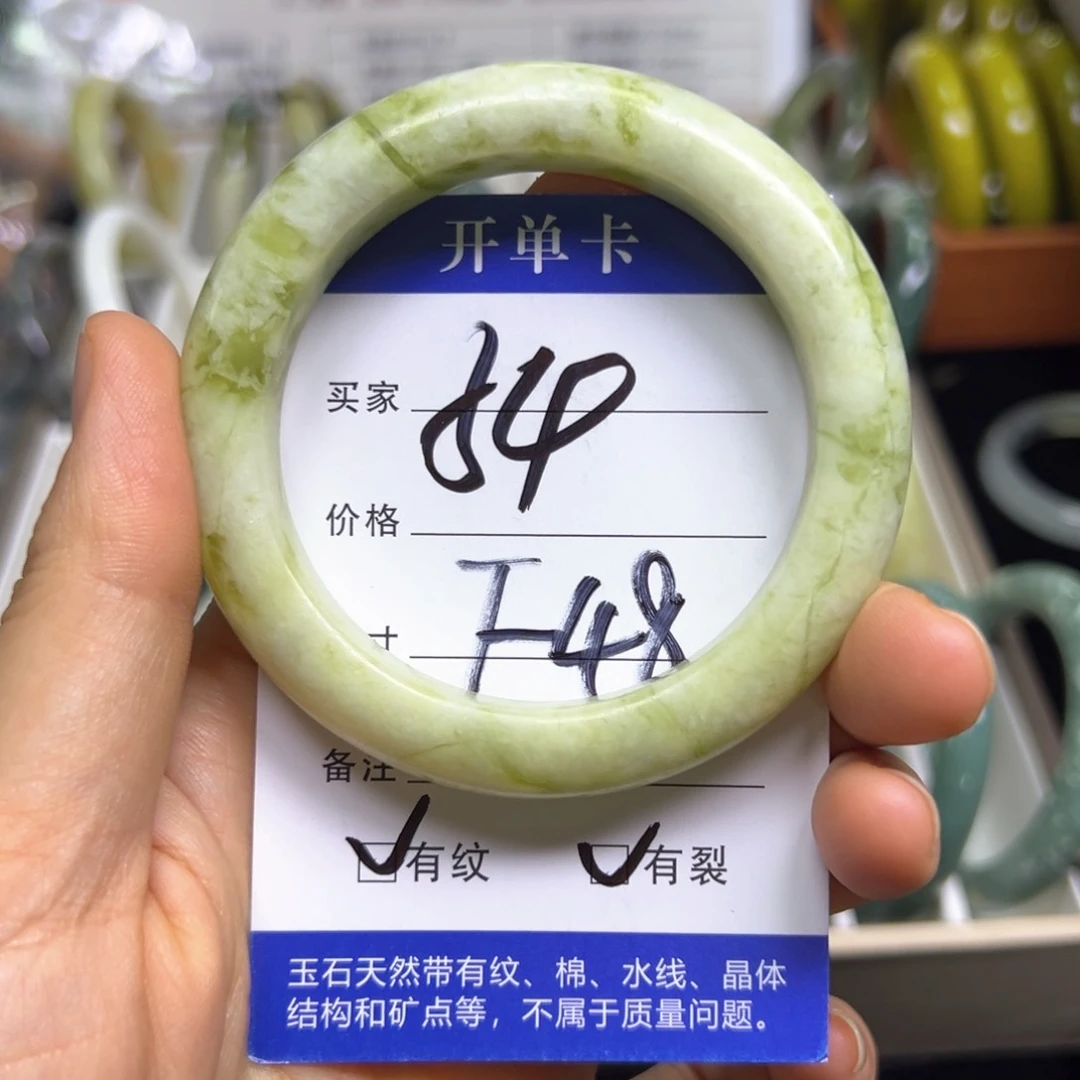 开单卡
买家 84
价格
寸 F48
备注
有纹 有裂
玉石天然带有纹、棉、水线、晶体
结构和矿点等，不属于质量问题。